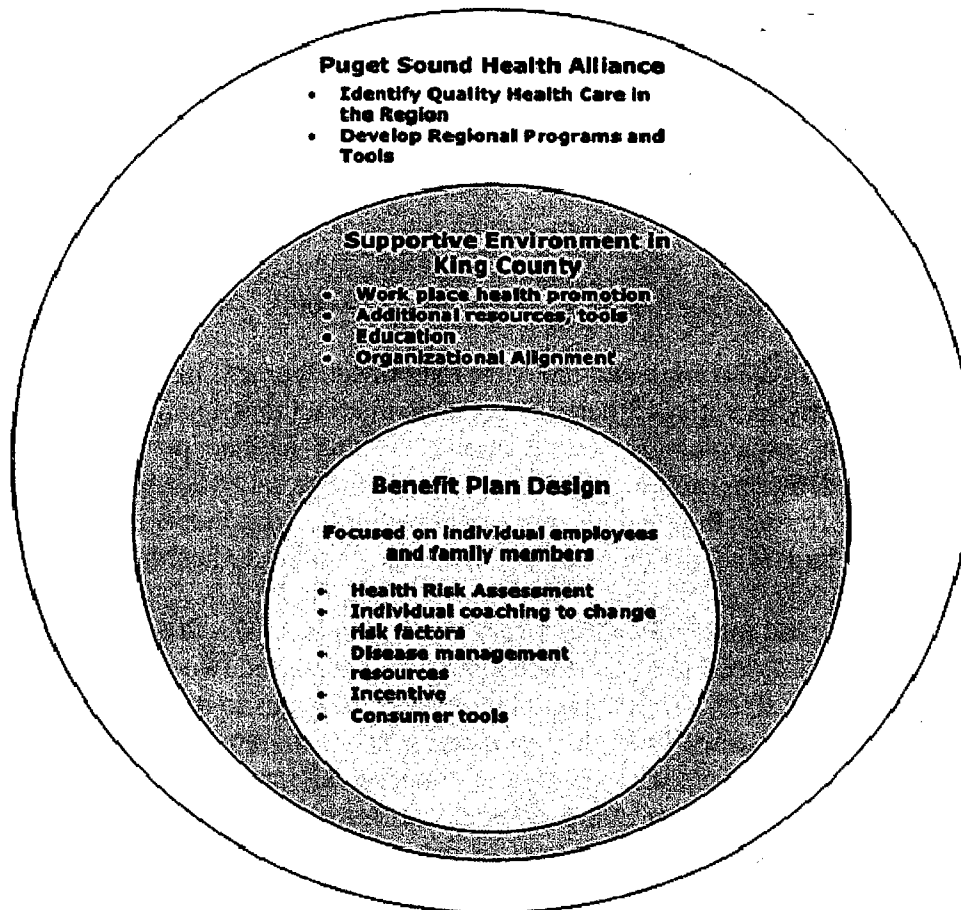 Puget Sound Health Alliance
• Identify Quality Health Care in
the Region
• Develop Regional Programs and
Tools
Supportive Environment in
King County
• Work place health promotion
• Additional resources, tools
• Education
• Organizational Alignment
Benefit Plan Design
Focused on individual employees
and family members
• Health Risk Assessment
• Individual coaching to change
risk factors
• Disease management
resources
• Incentive
• Consumer tools